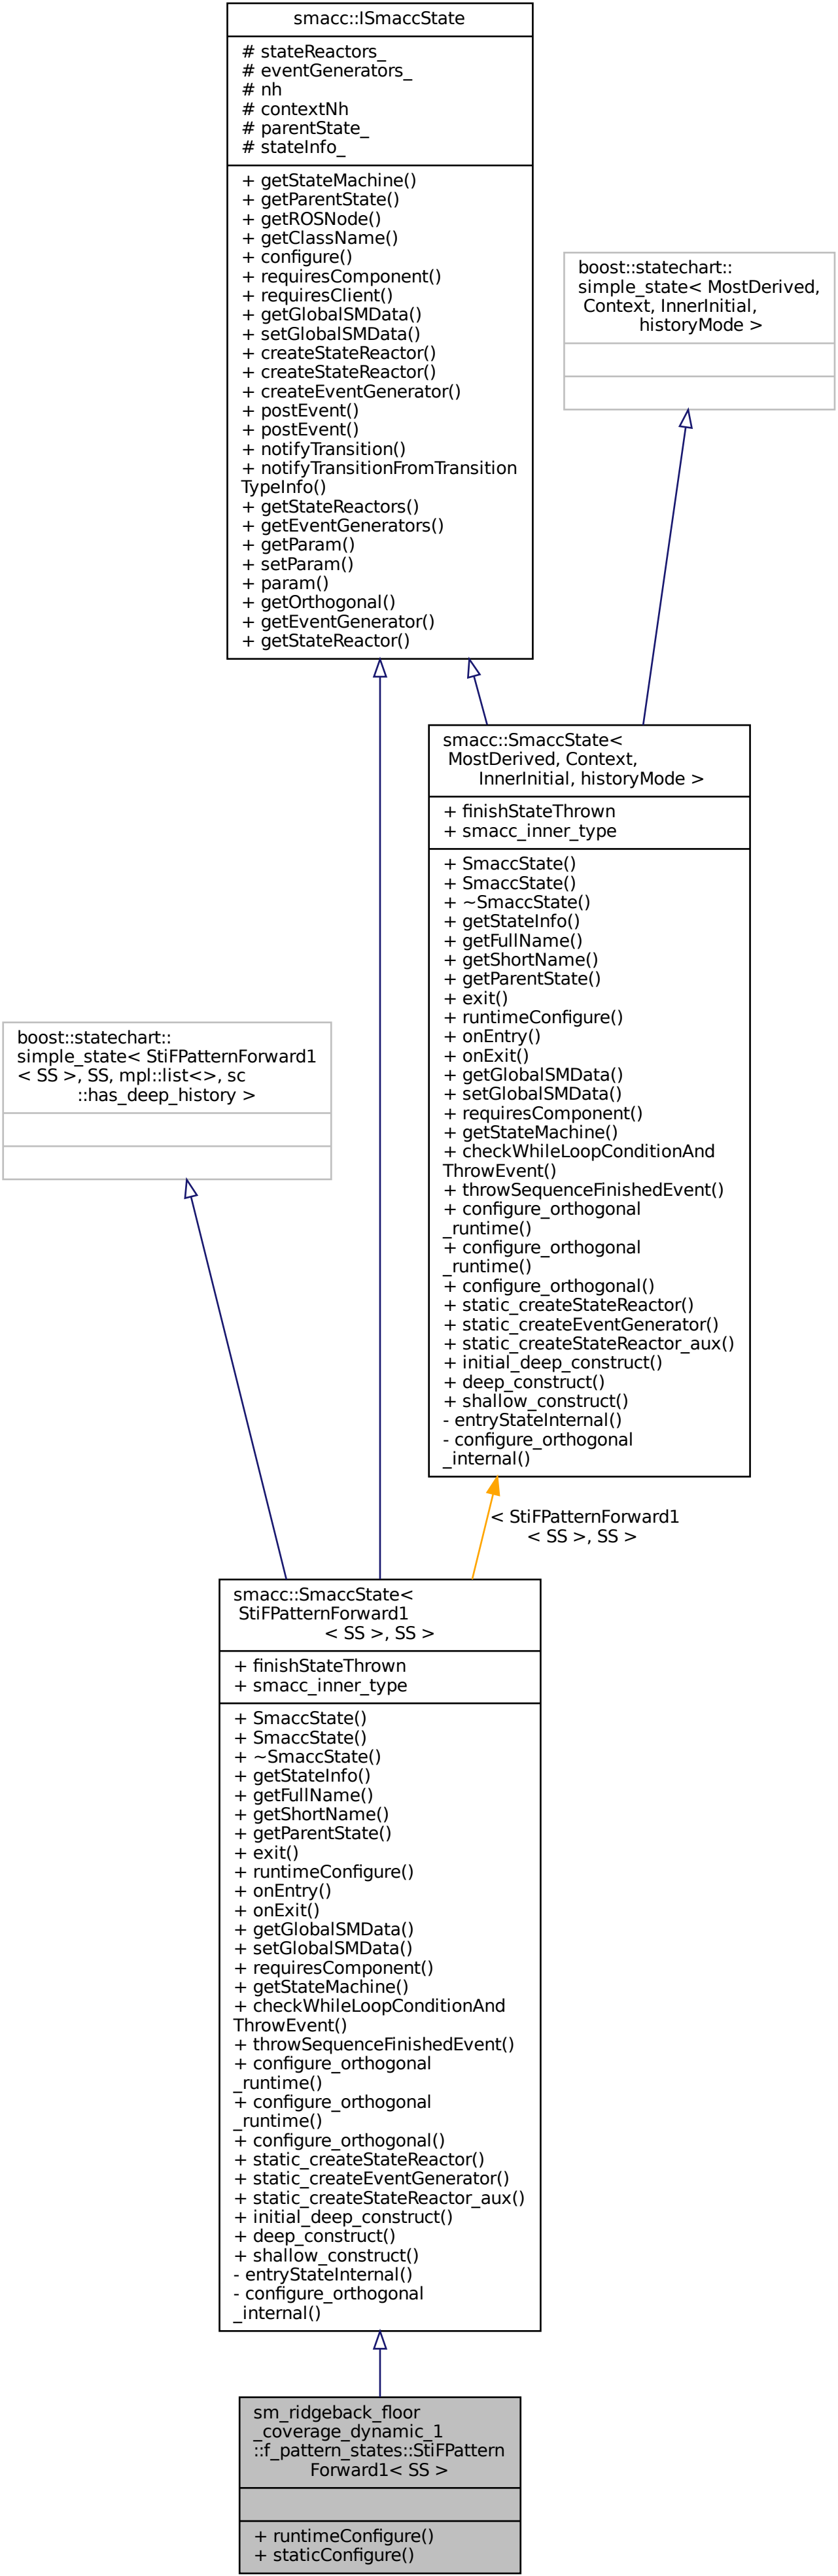 smacc::ISmaccState
# stateReactors_
# eventGenerators_
# nh
# contextNh
# parentState_
# stateInfo_
+ getStateMachine()
+ getParentState()
+ getROSNode()
+ getClassName()
+ configure()
+ requiresComponent()
+ requiresClient()
+ getGlobalSMData()
+ setGlobalSMData()
+ createStateReactor()
+ createStateReactor()
+ createEventGenerator()
+ postEvent()
+ postEvent()
+ notifyTransition()
+ notifyTransitionFromTransition
TypeInfo()
+ getStateReactors()
+ getEventGenerators()
+ getParam()
+ setParam()
+ param()
+ getOrthogonal()
+ getEventGenerator()
+ getStateReactor()
boost::statechart::
simple_state< MostDerived,
Context, InnerInitial,
historyMode >
smacc::SmaccState<
MostDerived, Context,
InnerInitial, historyMode >
+ finishStateThrown
+ smacc_inner_type
+ SmaccState()
+ SmaccState()
+ ~SmaccState()
+ getStateInfo()
+ getFullName()
+ getShortName()
+ getParentState()
+ exit()
+ runtimeConfigure()
+ onEntry()
+ onExit()
+ getGlobalSMData()
+ setGlobalSMData()
+ requiresComponent()
+ getStateMachine()
+ checkWhileLoopConditionAnd
ThrowEvent()
+ throwSequenceFinishedEvent()
+ configure_orthogonal
_runtime()
+ configure_orthogonal
_runtime()
+ configure_orthogonal()
+ static_createStateReactor()
+ static_createEventGenerator()
+ static_createStateReactor_aux()
+ initial_deep_construct()
+ deep_construct()
+ shallow_construct()
- entryStateInternal()
- configure_orthogonal
_internal()
boost::statechart::
simple_state< StiFPatternForward1
< SS >, SS, mpl::list<>, sc
::has_deep_history >
< StiFPatternForward1
< SS >, SS >
smacc::SmaccState<
StiFPatternForward1
< SS >, SS >
+ finishStateThrown
+ smacc_inner_type
+ SmaccState()
+ SmaccState()
+ ~SmaccState()
+ getStateInfo()
+ getFullName()
+ getShortName()
+ getParentState()
+ exit()
+ runtimeConfigure()
+ onEntry()
+ onExit()
+ getGlobalSMData()
+ setGlobalSMData()
+ requiresComponent()
+ getStateMachine()
+ checkWhileLoopConditionAnd
ThrowEvent()
+ throwSequenceFinishedEvent()
+ configure_orthogonal
_runtime()
+ configure_orthogonal
_runtime()
+ configure_orthogonal()
+ static_createStateReactor()
+ static_createEventGenerator()
+ static_createStateReactor_aux()
+ initial_deep_construct()
+ deep_construct()
+ shallow_construct()
- entryStateInternal()
- configure_orthogonal
_internal()
sm_ridgeback_floor
_coverage_dynamic_1
::f_pattern_states::StiFPattern
Forward1< SS >
+ runtimeConfigure()
+ staticConfigure()